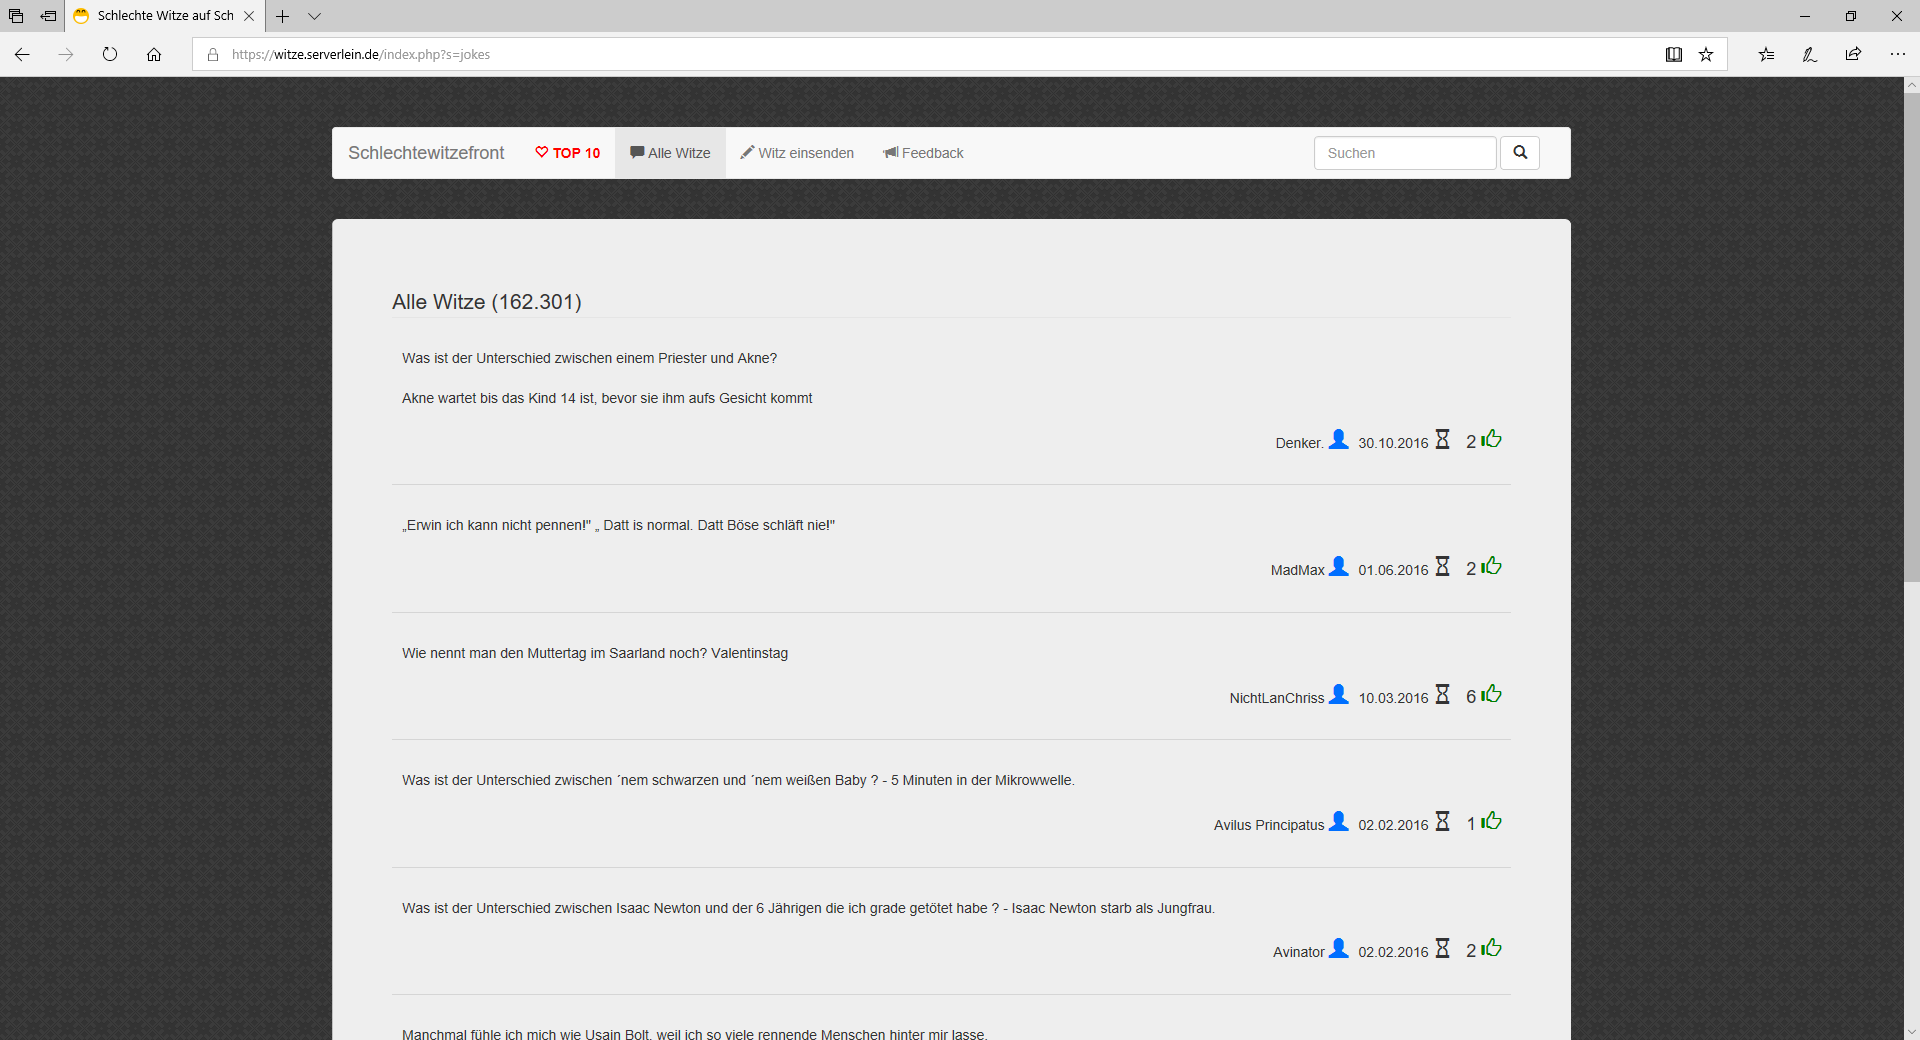 Schlechte Witze auf Sch
https://witze.serverlein.de/index.php?s=jokes
Schlechtewitzefront TOP 10 Alle Witze Witz einsenden Feedback Suchen
Alle Witze (162.301)
Was ist der Unterschied zwischen einem Priester und Akne?
Akne wartet bis das Kind 14 ist, bevor sie ihm aufs Gesicht kommt
Denker. 30.10.2016 2
„Erwin ich kann nicht pennen!" „ Datt is normal. Datt Böse schläft nie!"
MadMax 01.06.2016 2
Wie nennt man den Muttertag im Saarland noch? Valentinstag
NichtLanChriss 10.03.2016 6
Was ist der Unterschied zwischen ´nem schwarzen und ´nem weißen Baby ? - 5 Minuten in der Mikrowwelle.
Avilus Principatus 02.02.2016 1
Was ist der Unterschied zwischen Isaac Newton und der 6 Jährigen die ich grade getötet habe ? - Isaac Newton starb als Jungfrau.
Avinator 02.02.2016 2
Manchmal fühle ich mich wie Usain Bolt, weil ich so viele rennende Menschen hinter mir lasse.